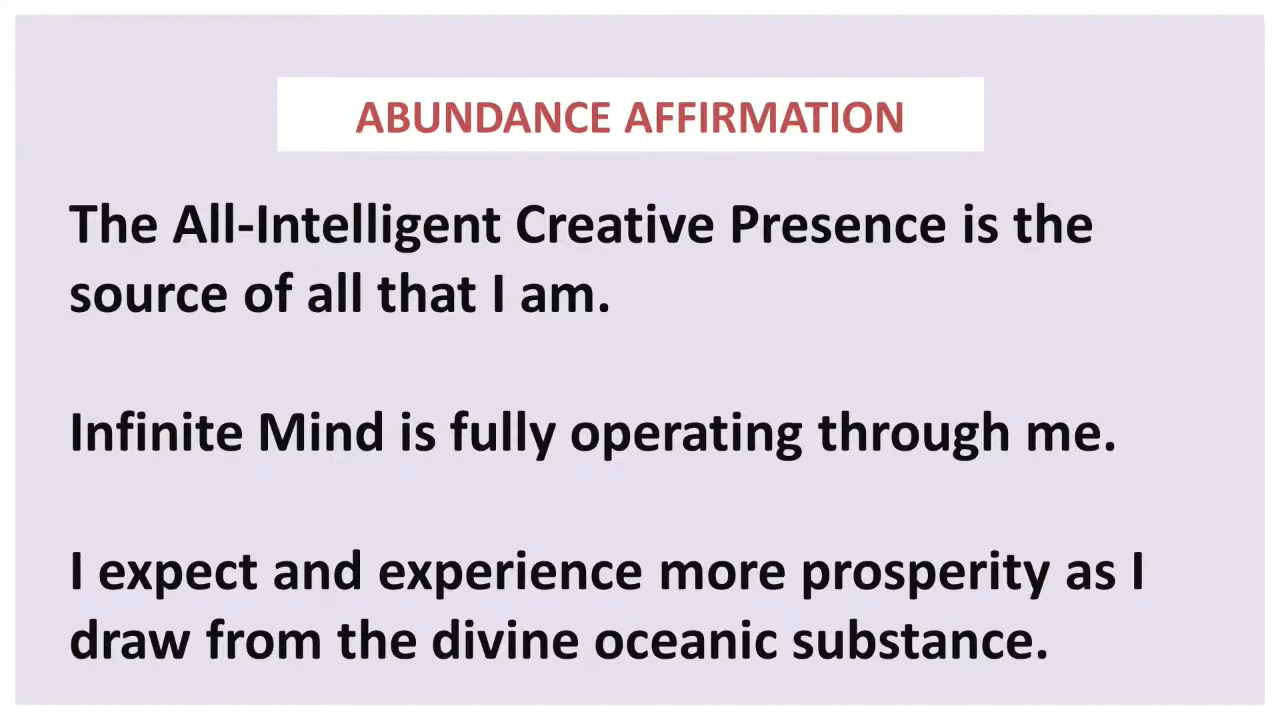 ABUNDANCE AFFIRMATION
The All-Intelligent Creative Presence is the
source of all that I am.
Infinite Mind is fully operating through me.
I expect and experience more prosperity as I
draw from the divine oceanic substance.